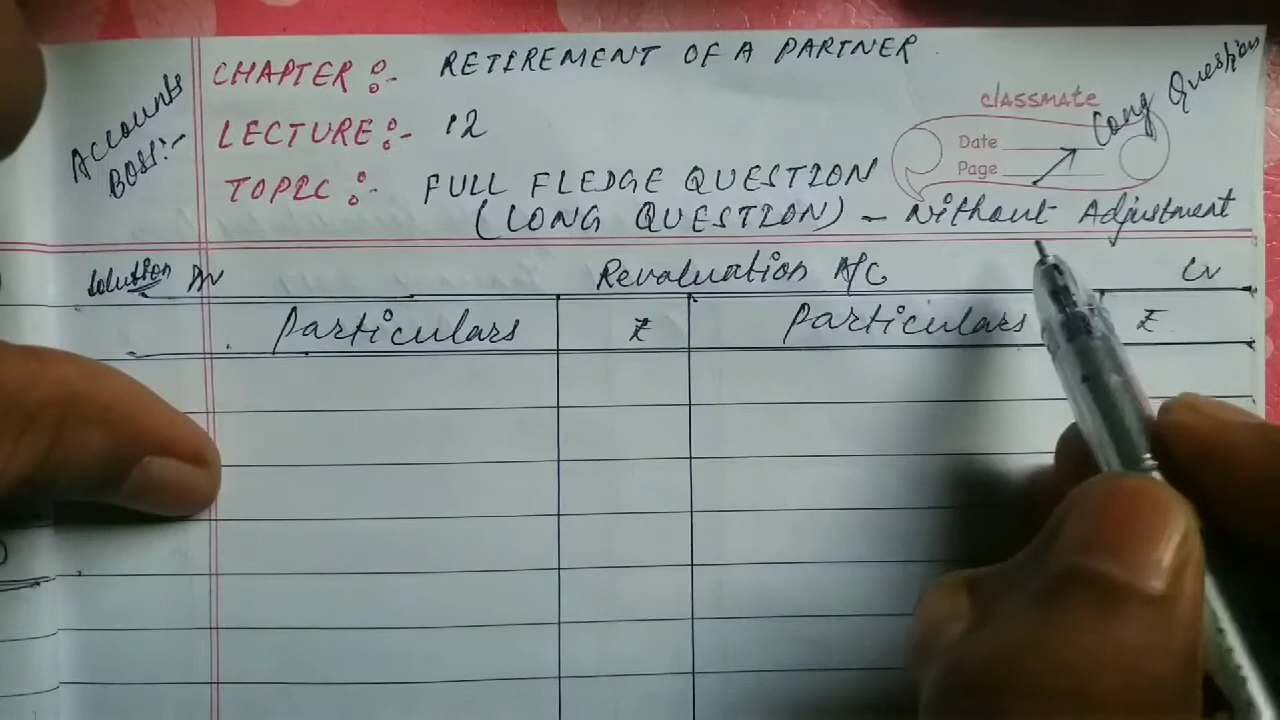 Accounts
BOSS:-
CHAPTER :- RETIREMENT OF A PARTNER
LECTURE :- 12
TOPIC :- FULL FLEDGE QUESTION
(LONG QUESTION) - Without Adjustment
classmate
Date
Page
Long Question
Solution Dr Revaluation A/C Cr
Particulars ₹ Particulars ₹